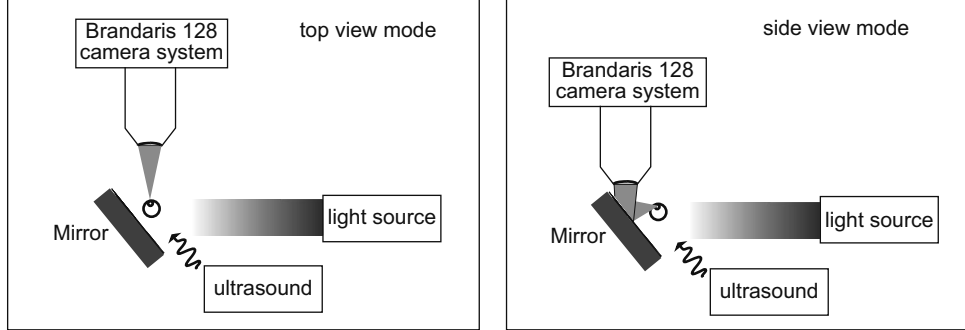 top view mode
Brandaris 128
camera system
Mirror
light source
ultrasound
side view mode
Brandaris 128
camera system
Mirror
light source
ultrasound